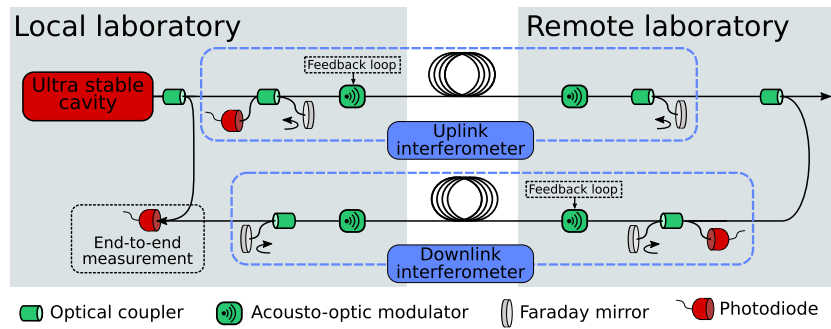 Local laboratory
Remote laboratory
Feedback loop
Ultra stable
cavity
Uplink
interferometer
Feedback loop
End-to-end
measurement
Downlink
interferometer
Optical coupler
Acousto-optic modulator
Faraday mirror
Photodiode